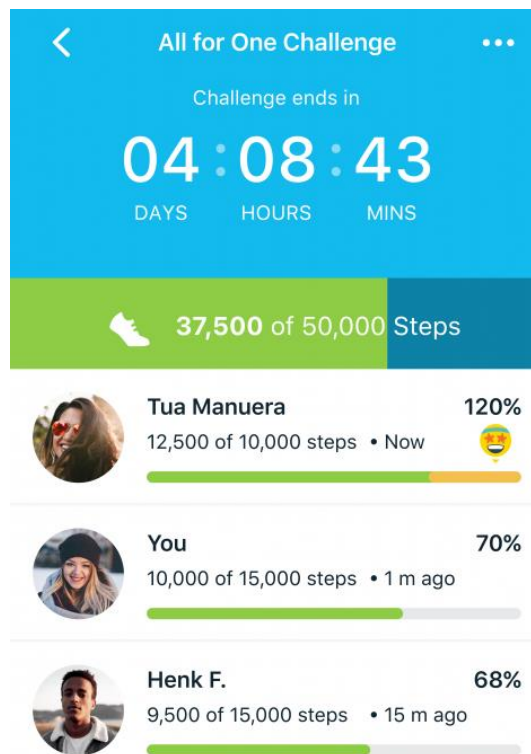 All for One Challenge
Challenge ends in
04 : 08 : 43
DAYS HOURS MINS
37,500 of 50,000 Steps
Tua Manuera 120%
12,500 of 10,000 steps • Now
You 70%
10,000 of 15,000 steps • 1 m ago
Henk F. 68%
9,500 of 15,000 steps • 15 m ago